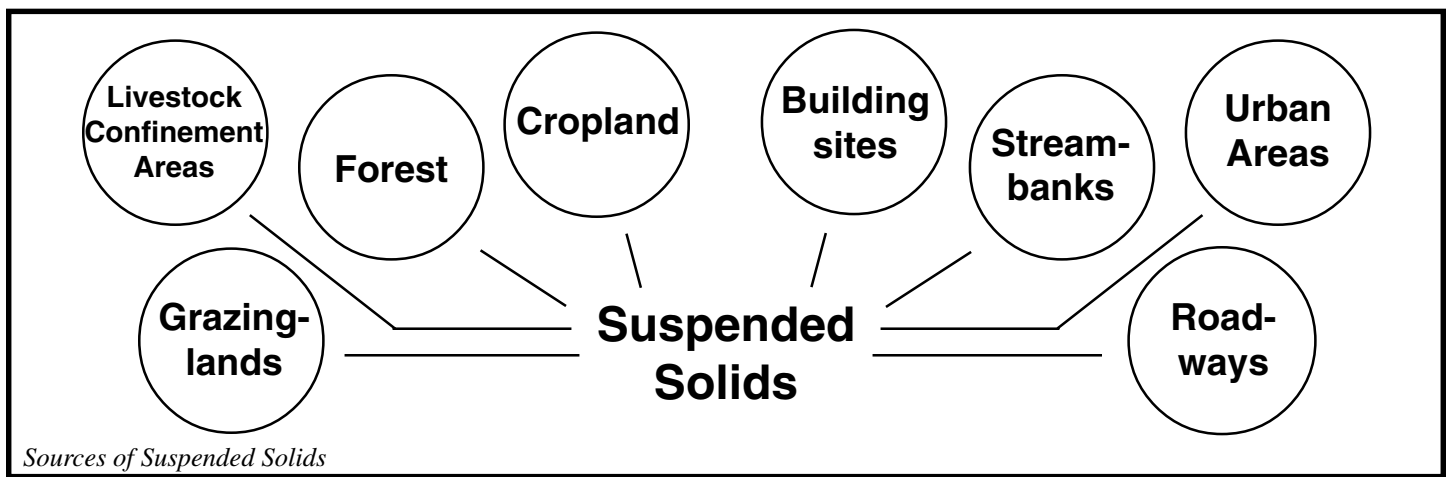 Livestock
Confinement
Areas
Forest
Cropland
Building
sites
Stream-
banks
Urban
Areas
Grazing-
lands
Suspended
Solids
Road-
ways
Sources of Suspended Solids